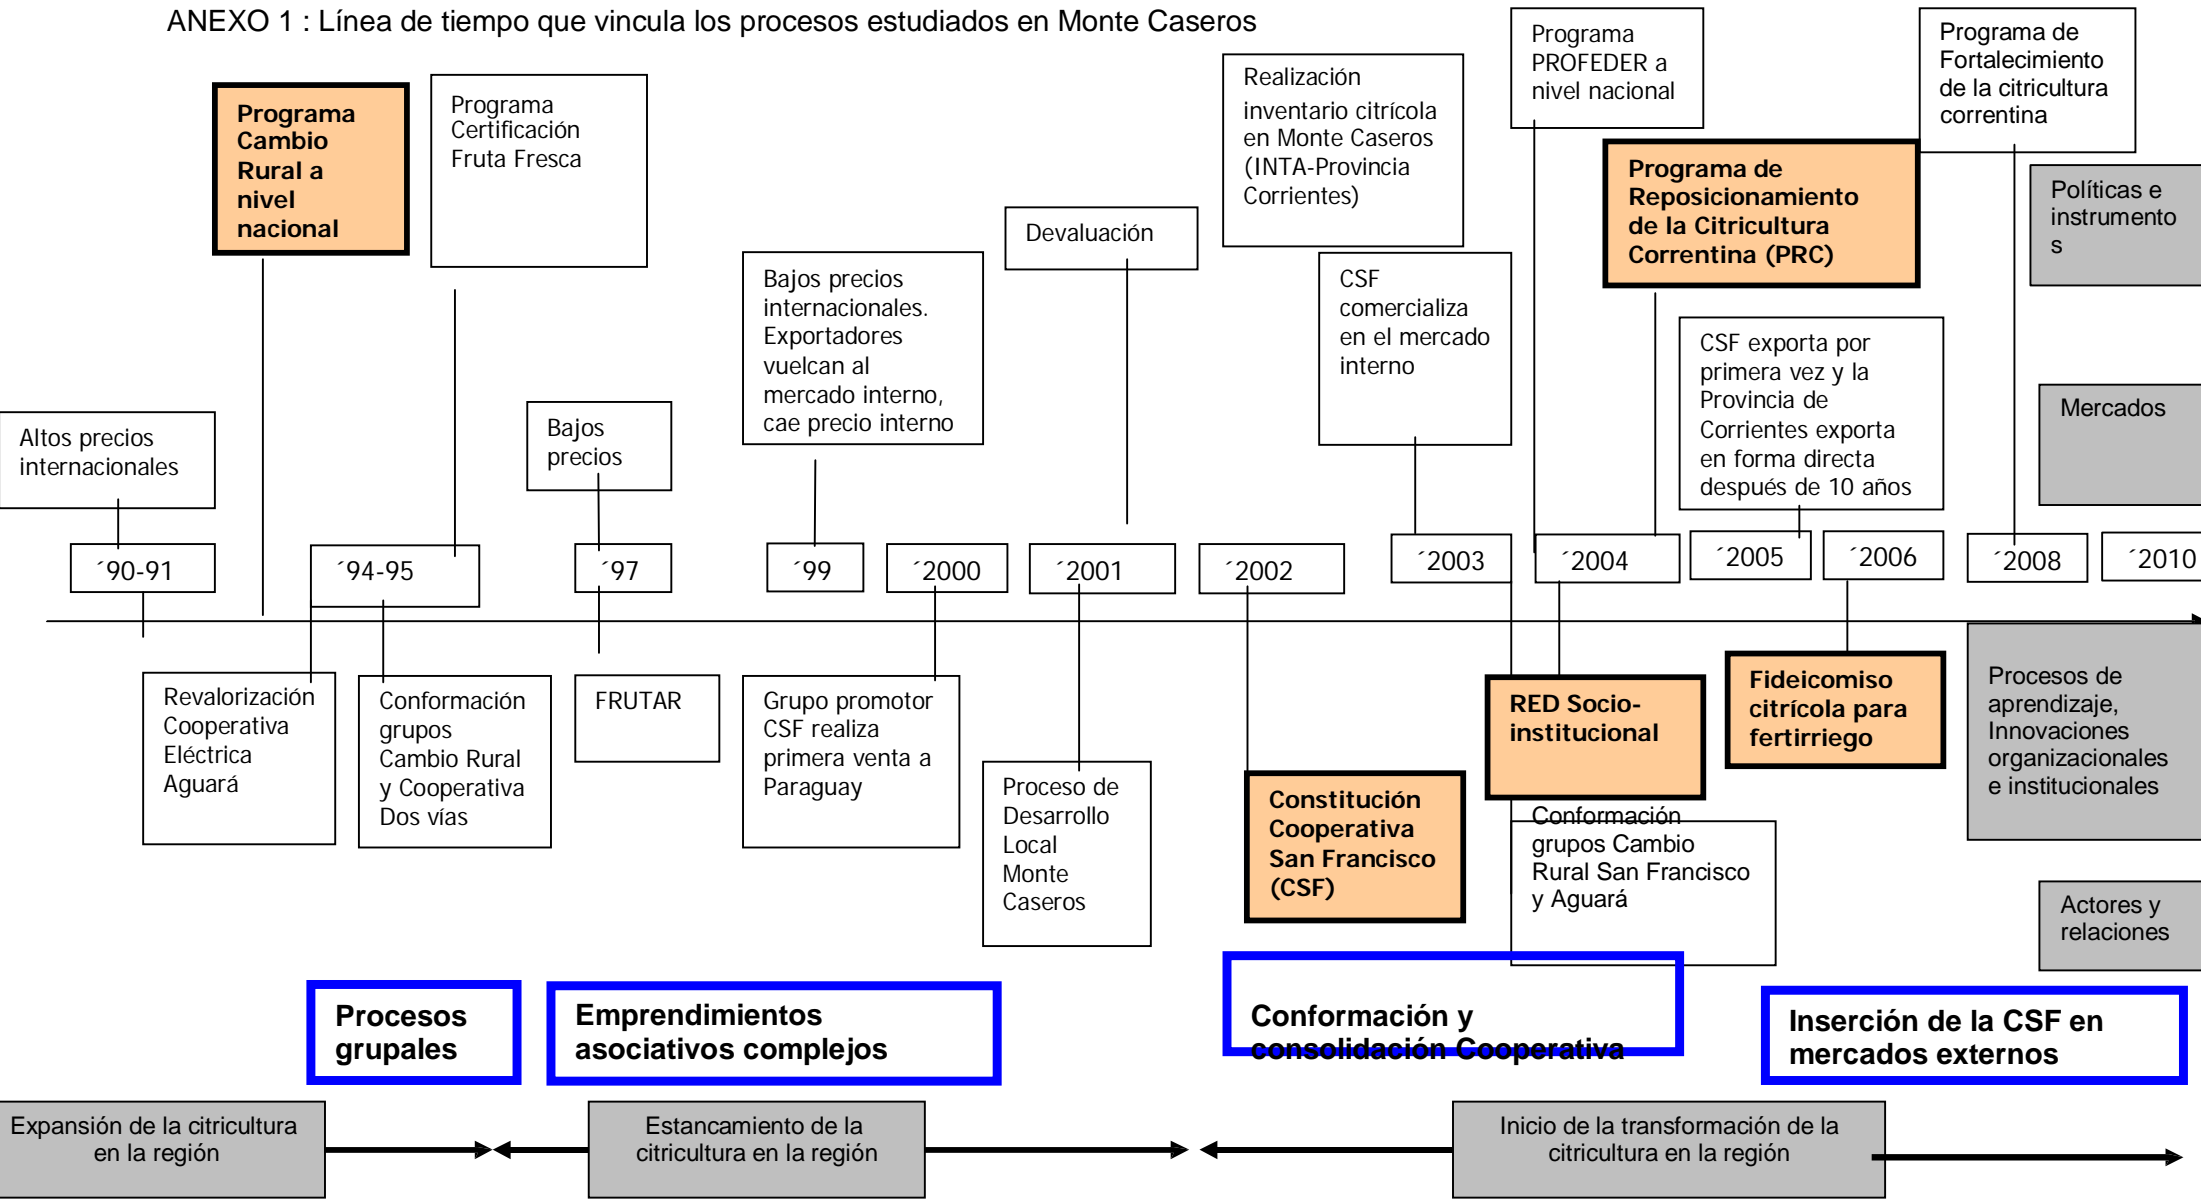 ANEXO 1 : Línea de tiempo que vincula los procesos estudiados en Monte Caseros
Programa
Cambio
Rural a
nivel
nacional
Programa
Certificación
Fruta Fresca
Realización
inventario citrícola
en Monte Caseros
(INTA-Provincia
Corrientes)
Programa
PROFEDER a
nivel nacional
Programa de
Fortalecimiento
de la citricultura
correntina
Programa de
Reposicionamiento
de la Citricultura
Correntina (PRC)
Políticas e
instrumento
s
Devaluación
Bajos precios
internacionales.
Exportadores
vuelcan al
mercado interno,
cae precio interno
CSF
comercializa
en el mercado
interno
CSF exporta por
primera vez y la
Provincia de
Corrientes exporta
en forma directa
después de 10 años
Mercados
Altos precios
internacionales
Bajos
precios
´90-91
´94-95
´97
´99
´2000
´2001
´2002
´2003
´2004
´2005
´2006
´2008
´2010
Revalorización
Cooperativa
Eléctrica
Aguará
Conformación
grupos
Cambio Rural
y Cooperativa
Dos vías
FRUTAR
Grupo promotor
CSF realiza
primera venta a
Paraguay
Proceso de
Desarrollo
Local
Monte
Caseros
Constitución
Cooperativa
San Francisco
(CSF)
RED Socio-
institucional
Conformación
grupos Cambio
Rural San Francisco
y Aguará
Fideicomiso
citrícola para
fertirriego
Procesos de
aprendizaje,
Innovaciones
organizacionales
e institucionales
Actores y
relaciones
Procesos
grupales
Emprendimientos
asociativos complejos
Conformación y
consolidación Cooperativa
Inserción de la CSF en
mercados externos
Expansión de la citricultura
en la región
Estancamiento de la
citricultura en la región
Inicio de la transformación de la
citricultura en la región